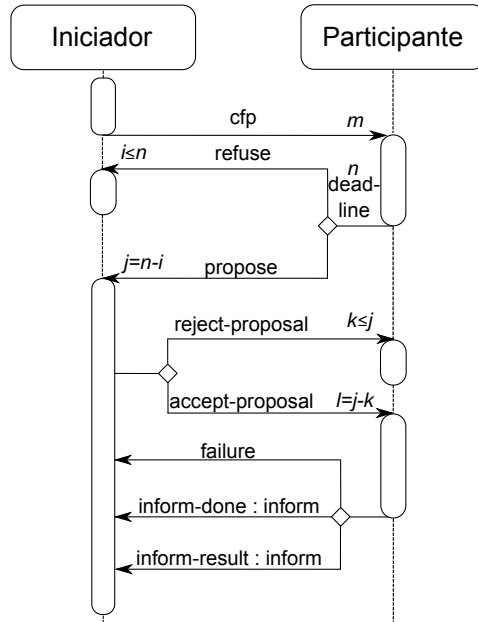 Iniciador
Participante
cfp
m
i≤n
refuse
n
dead-
line
j=n-i
propose
reject-proposal
k≤j
accept-proposal
l=j-k
failure
inform-done : inform
inform-result : inform